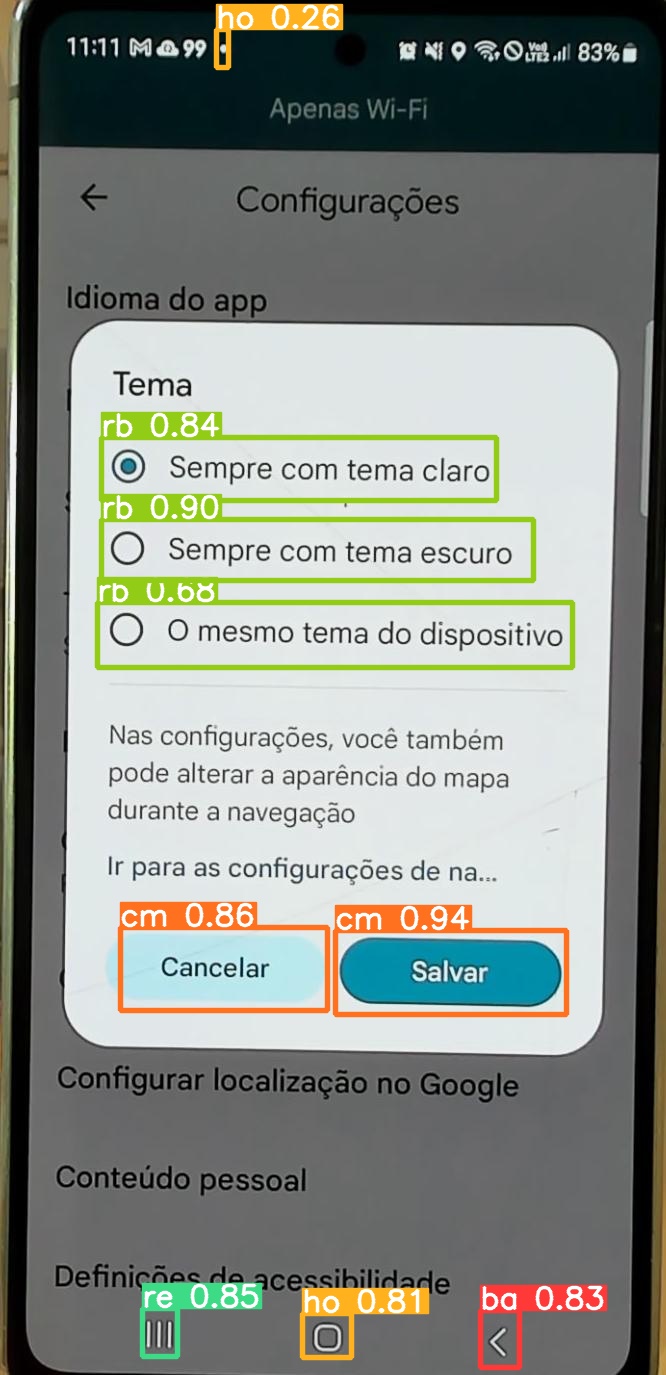 ho 0.26
11:11 99 VoD LTE2 83%
Apenas Wi-Fi
Configurações
Idioma do app
Tema
rb 0.84
Sempre com tema claro
rb 0.90
Sempre com tema escuro
rb 0.68
O mesmo tema do dispositivo
Nas configurações, você também
pode alterar a aparência do mapa
durante a navegação
Ir para as configurações de na...
cm 0.86 cm 0.94
Cancelar Salvar
Configurar localização no Google
Conteúdo pessoal
Definições de acessibilidade
re 0.85 ho 0.81 ba 0.83